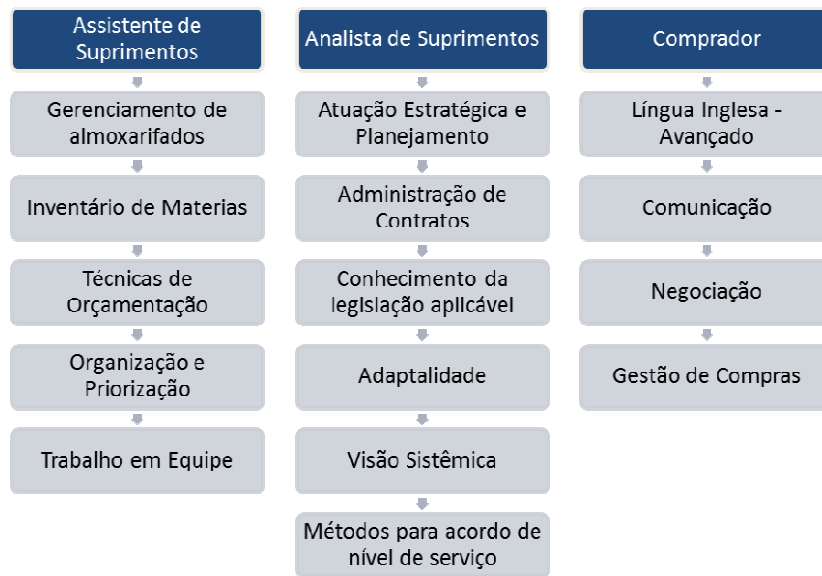 Assistente de
Suprimentos
Gerenciamento de
almoxarifados
Inventário de Materias
Técnicas de
Orçamentação
Organização e
Priorização
Trabalho em Equipe
Analista de Suprimentos
Atuação Estratégica e
Planejamento
Administração de
Contratos
Conhecimento da
legislação aplicável
Adaptalidade
Visão Sistêmica
Métodos para acordo de
nível de serviço
Comprador
Língua Inglesa -
Avançado
Comunicação
Negociação
Gestão de Compras